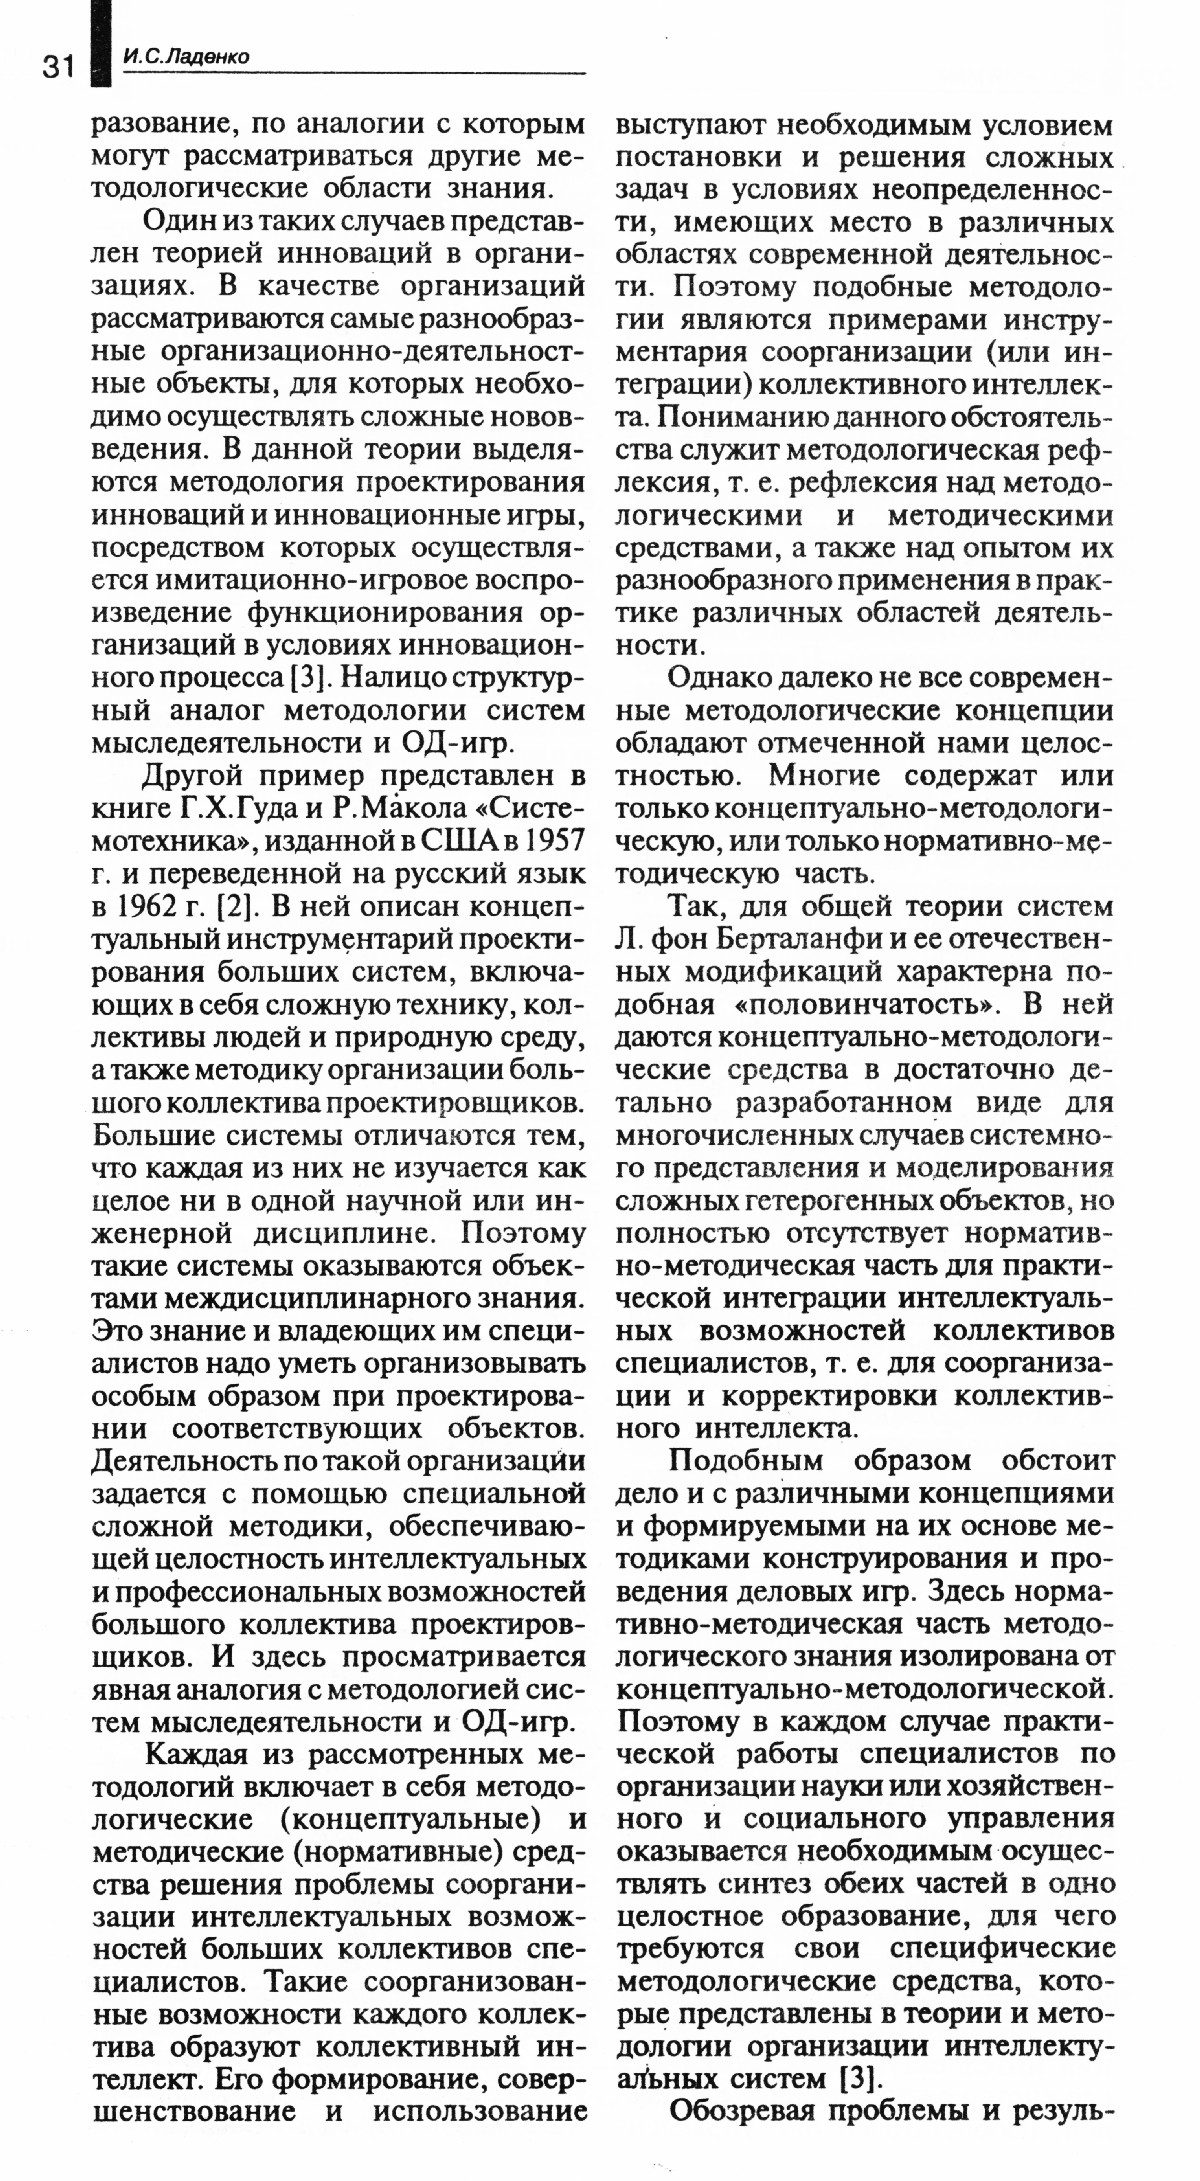 31
И.С.Ладенко
разование, по аналогии с которым
могут рассматриваться другие ме-
тодологические области знания.
Один из таких случаев представ-
лен теорией инноваций в органи-
зациях. В качестве организаций
рассматриваются самые разнообраз-
ные организационно-деятельност-
ные объекты, для которых необхо-
димо осуществлять сложные новов-
ведения. В данной теории выделя-
ются методология проектирования
инноваций и инновационные игры,
посредством которых осуществля-
ется имитационно-игровое воспро-
изведение функционирования ор-
ганизаций в условиях инновацион-
ного процесса [3]. Налицо структур-
ный аналог методологии систем
мыследеятельности и ОД-игр.
Другой пример представлен в
книге Г.Х.Гуда и Р.Макола «Систе-
мотехника», изданной в США в 1957
г. и переведенной на русский язык
в 1962 г. [2]. В ней описан концеп-
туальный инструментарий проекти-
рования больших систем, включа-
ющих в себя сложную технику, кол-
лективы людей и природную среду,
а также методику организации боль-
шого коллектива проектировщиков.
Большие системы отличаются тем,
что каждая из них не изучается как
целое ни в одной научной или ин-
женерной дисциплине. Поэтому
такие системы оказываются объек-
тами междисциплинарного знания.
Это знание и владеющих им специ-
алистов надо уметь организовывать
особым образом при проектирова-
нии соответствующих объектов.
Деятельность по такой организации
задается с помощью специальной
сложной методики, обеспечиваю-
щей целостность интеллектуальных
и профессиональных возможностей
большого коллектива проектиров-
щиков. И здесь просматривается
явная аналогия с методологией сис-
тем мыследеятельности и ОД-игр.
Каждая из рассмотренных ме-
тодологий включает в себя методо-
логические (концептуальные) и
методические (нормативные) сред-
ства решения проблемы сооргани-
зации интеллектуальных возмож-
ностей больших коллективов спе-
циалистов. Такие соорганизован-
ные возможности каждого коллек-
тива образуют коллективный ин-
теллект. Его формирование, совер-
шенствование и использование
выступают необходимым условием
постановки и решения сложных
задач в условиях неопределеннос-
ти, имеющих место в различных
областях современной деятельнос-
ти. Поэтому подобные методоло-
гии являются примерами инстру-
ментария соорганизации (или ин-
теграции) коллективного интеллек-
та. Пониманию данного обстоятель-
ства служит методологическая реф-
лексия, т. е. рефлексия над методо-
логическими и методическими
средствами, а также над опытом их
разнообразного применения в прак-
тике различных областей деятель-
ности.
Однако далеко не все современ-
ные методологические концепции
обладают отмеченной нами целос-
тностью. Многие содержат или
только концептуально-методологи-
ческую, или только нормативно-ме-
тодическую часть.
Так, для общей теории систем
Л. фон Берталанфи и ее отечествен-
ных модификаций характерна по-
добная «половинчатость». В ней
даются концептуально-методологи-
ческие средства в достаточно де-
тально разработанном виде для
многочисленных случаев системно-
го представления и моделирования
сложных гетерогенных объектов, но
полностью отсутствует норматив-
но-методическая часть для практи-
ческой интеграции интеллектуаль-
ных возможностей коллективов
специалистов, т. е. для соорганиза-
ции и корректировки коллектив-
ного интеллекта.
Подобным образом обстоит
дело и с различными концепциями
и формируемыми на их основе ме-
тодиками конструирования и про-
ведения деловых игр. Здесь норма-
тивно-методическая часть методо-
логического знания изолирована от
концептуально-методологической.
Поэтому в каждом случае практи-
ческой работы специалистов по
организации науки или хозяйствен-
ного и социального управления
оказывается необходимым осущес-
твлять синтез обеих частей в одно
целостное образование, для чего
требуются свои специфические
методологические средства, кото-
рые представлены в теории и мето-
дологии организации интеллекту-
альных систем [3].
Обозревая проблемы и резуль-